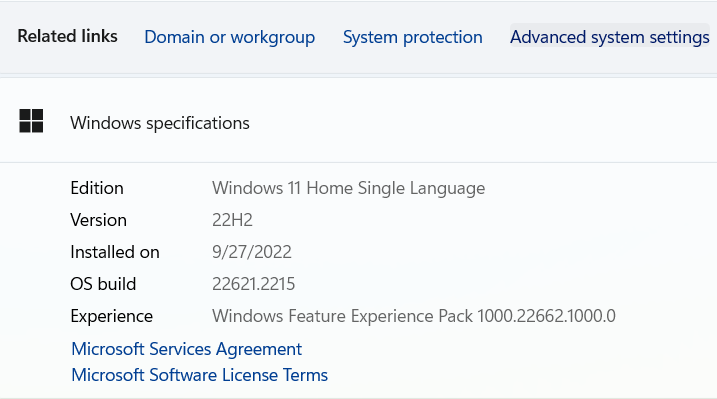 Related links Domain or workgroup System protection Advanced system settings
Windows specifications
Edition Windows 11 Home Single Language
Version 22H2
Installed on 9/27/2022
OS build 22621.2215
Experience Windows Feature Experience Pack 1000.22662.1000.0
Microsoft Services Agreement
Microsoft Software License Terms